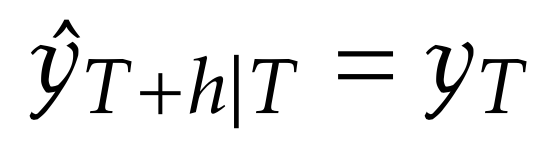 ŷ_{T+h|T} = y_T